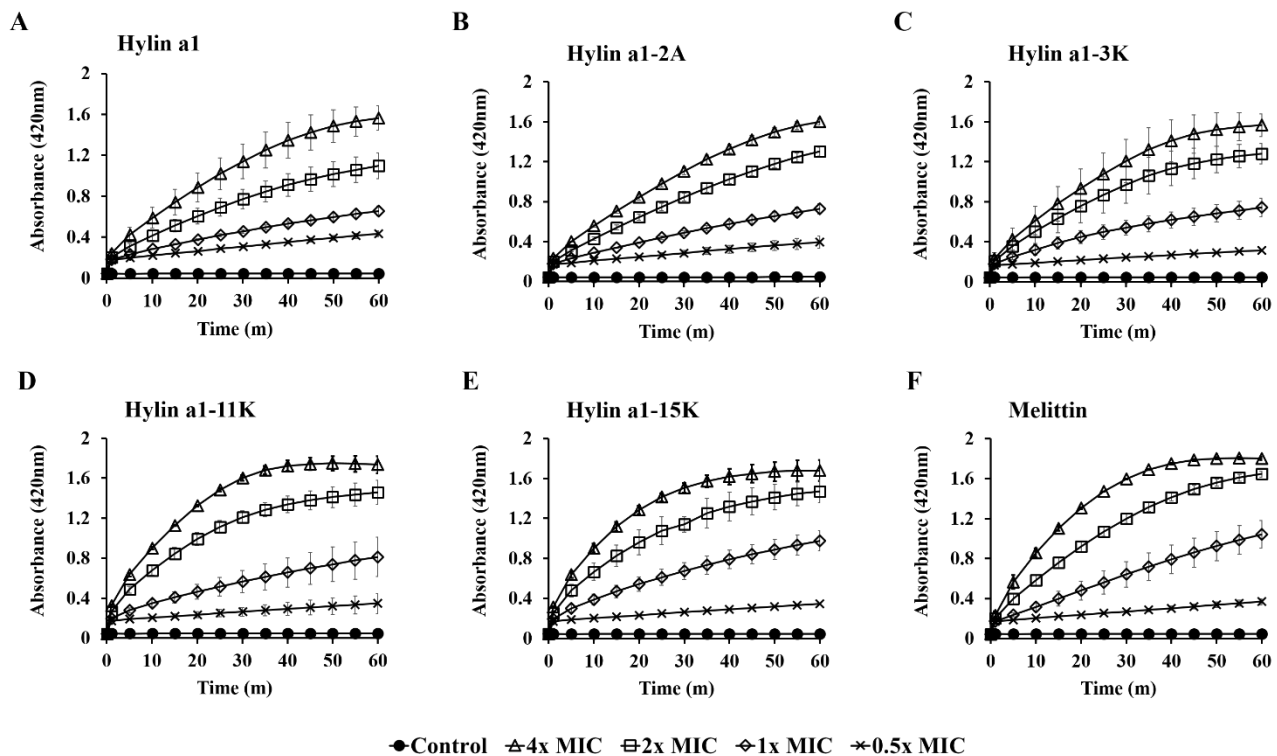 A
Hylin a1
Absorbance (420nm)
2
1.6
1.2
0.8
0.4
0
0 10 20 30 40 50 60
Time (m)
B
Hylin a1-2A
Absorbance (420nm)
2
1.6
1.2
0.8
0.4
0
0 10 20 30 40 50 60
Time (m)
C
Hylin a1-3K
Absorbance (420nm)
2
1.6
1.2
0.8
0.4
0
0 10 20 30 40 50 60
Time (m)
D
Hylin a1-11K
Absorbance (420nm)
2
1.6
1.2
0.8
0.4
0
0 10 20 30 40 50 60
Time (m)
E
Hylin a1-15K
Absorbance (420nm)
2
1.6
1.2
0.8
0.4
0
0 10 20 30 40 50 60
Time (m)
F
Melittin
Absorbance (420nm)
2
1.6
1.2
0.8
0.4
0
0 10 20 30 40 50 60
Time (m)
Control 4x MIC 2x MIC 1x MIC 0.5x MIC